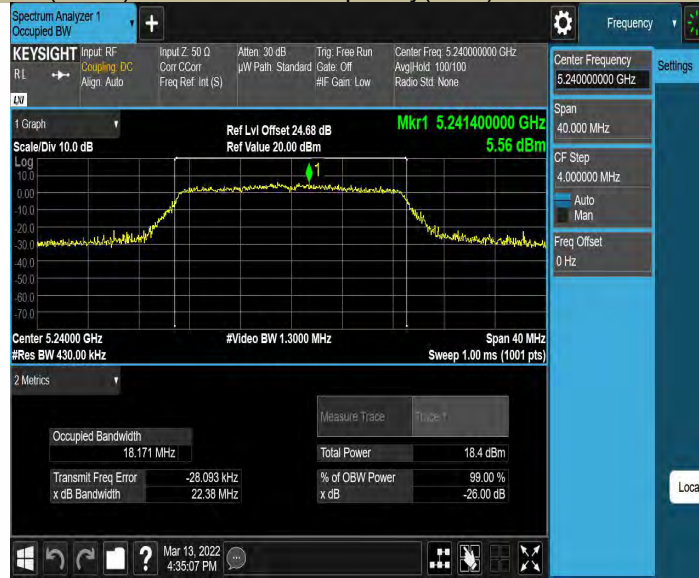 Spectrum Analyzer 1
Occupied BW
Frequency
KEYSIGHT
RL
LXI
Input: RF
Coupling: DC
Align: Auto
Input Z: 50 Ω
Corr CCorr
Freq Ref: Int (S)
Atten: 30 dB
µW Path: Standard
Trig: Free Run
Gate: Off
#IF Gain: Low
Center Freq: 5.240000000 GHz
Avg|Hold: 100/100
Radio Std: None
Center Frequency
5.240000000 GHz
Settings
Span
40.000 MHz
CF Step
4.000000 MHz
Auto
Man
Freq Offset
0 Hz
Local
1 Graph
Scale/Div 10.0 dB
Ref Lvl Offset 24.68 dB
Ref Value 20.00 dBm
Mkr1 5.241400000 GHz
5.56 dBm
Log
10.0
0.00
-10.0
-20.0
-30.0
-40.0
-50.0
-60.0
-70.0
1
Center 5.24000 GHz
#Res BW 430.00 kHz
#Video BW 1.3000 MHz
Span 40 MHz
Sweep 1.00 ms (1001 pts)
2 Metrics
Measure Trace
Trace 1
Occupied Bandwidth
18.171 MHz
Total Power
18.4 dBm
Transmit Freq Error
-28.093 kHz
% of OBW Power
99.00 %
x dB Bandwidth
22.38 MHz
x dB
-26.00 dB
?
Mar 13, 2022
4:35:07 PM